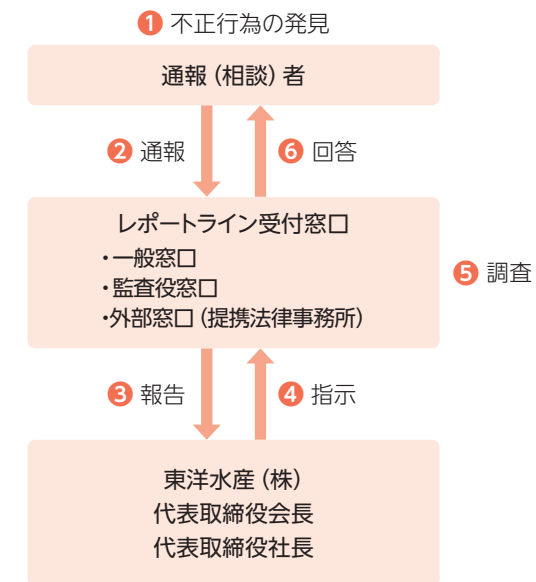 ❶ 不正行為の発見
通報（相談）者
❷ 通報
❻ 回答
レポートライン受付窓口
・一般窓口
・監査役窓口
・外部窓口（提携法律事務所）
❺ 調査
❸ 報告
❹ 指示
東洋水産（株）
代表取締役会長
代表取締役社長